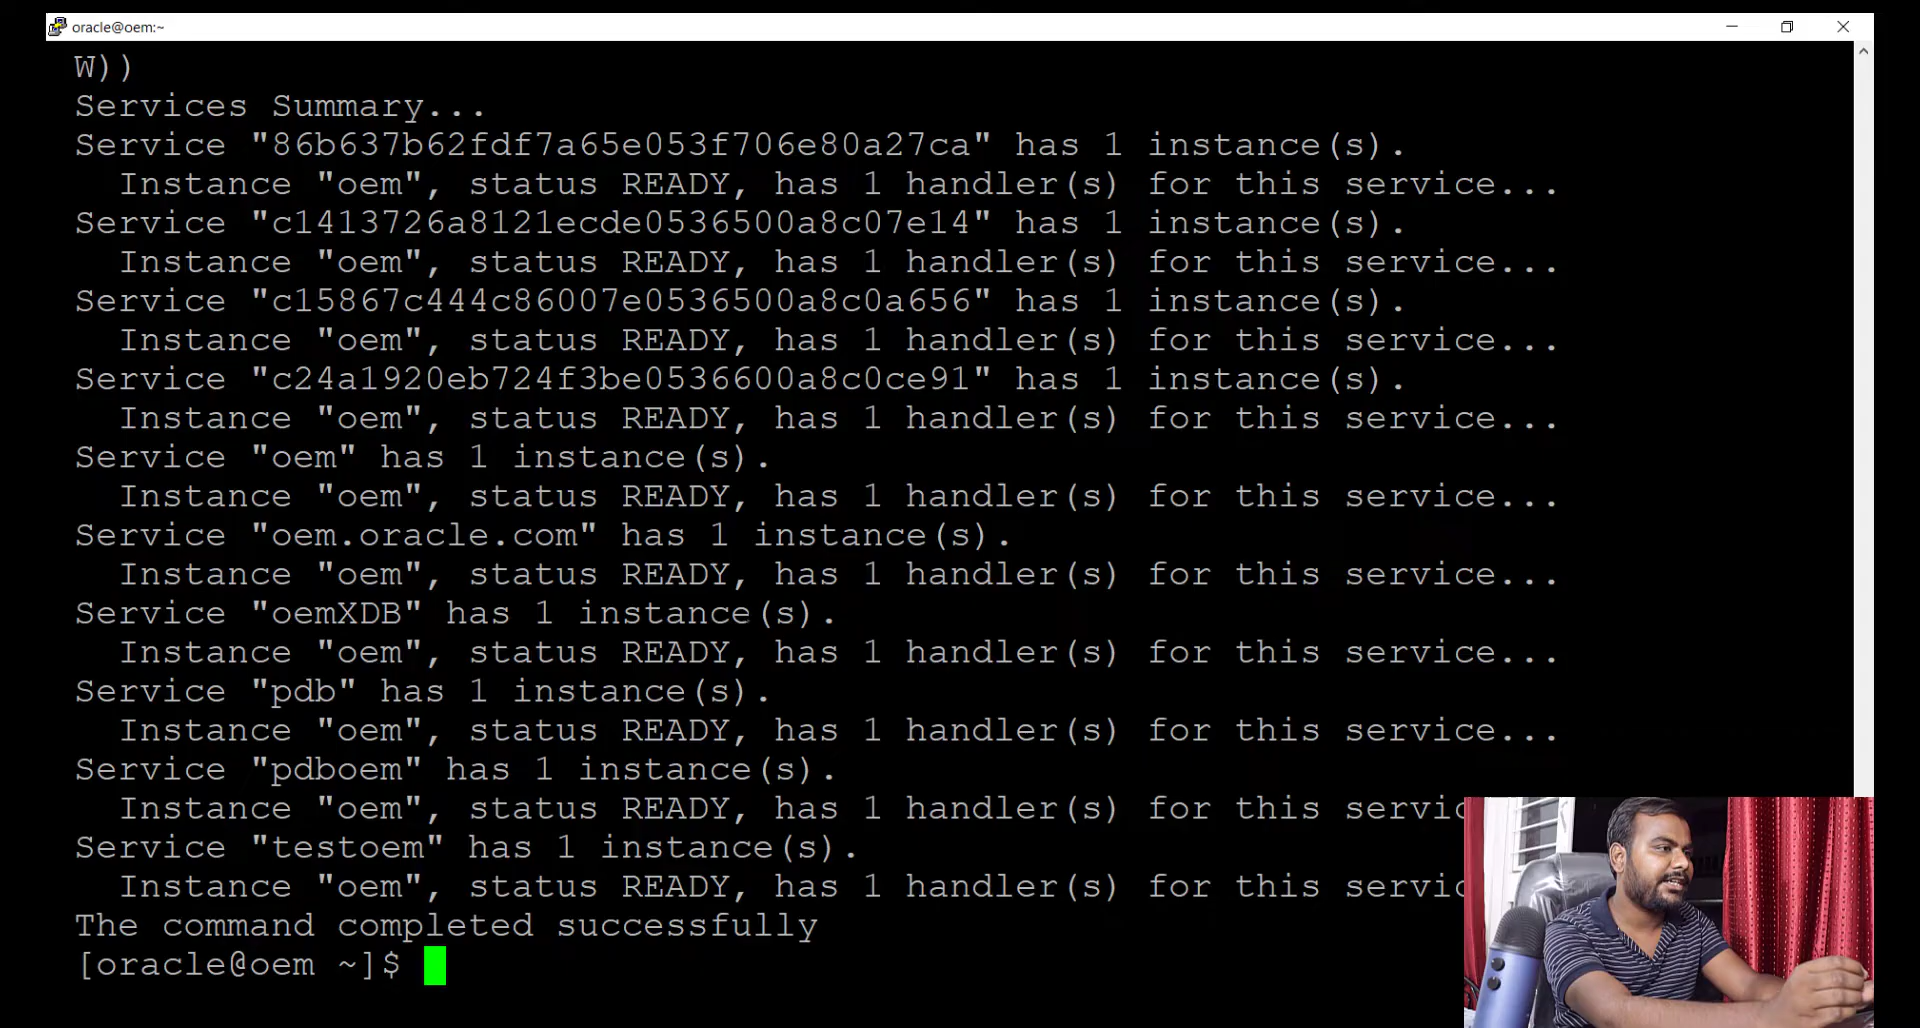 oracle@oem:~
W))
Services Summary...
Service "86b637b62fdf7a65e053f706e80a27ca" has 1 instance(s).
  Instance "oem", status READY, has 1 handler(s) for this service...
Service "c1413726a8121ecde0536500a8c07e14" has 1 instance(s).
  Instance "oem", status READY, has 1 handler(s) for this service...
Service "c15867c444c86007e0536500a8c0a656" has 1 instance(s).
  Instance "oem", status READY, has 1 handler(s) for this service...
Service "c24a1920eb724f3be0536600a8c0ce91" has 1 instance(s).
  Instance "oem", status READY, has 1 handler(s) for this service...
Service "oem" has 1 instance(s).
  Instance "oem", status READY, has 1 handler(s) for this service...
Service "oem.oracle.com" has 1 instance(s).
  Instance "oem", status READY, has 1 handler(s) for this service...
Service "oemXDB" has 1 instance(s).
  Instance "oem", status READY, has 1 handler(s) for this service...
Service "pdb" has 1 instance(s).
  Instance "oem", status READY, has 1 handler(s) for this service...
Service "pdboem" has 1 instance(s).
  Instance "oem", status READY, has 1 handler(s) for this servic
Service "testoem" has 1 instance(s).
  Instance "oem", status READY, has 1 handler(s) for this servic
The command completed successfully
[oracle@oem ~]$